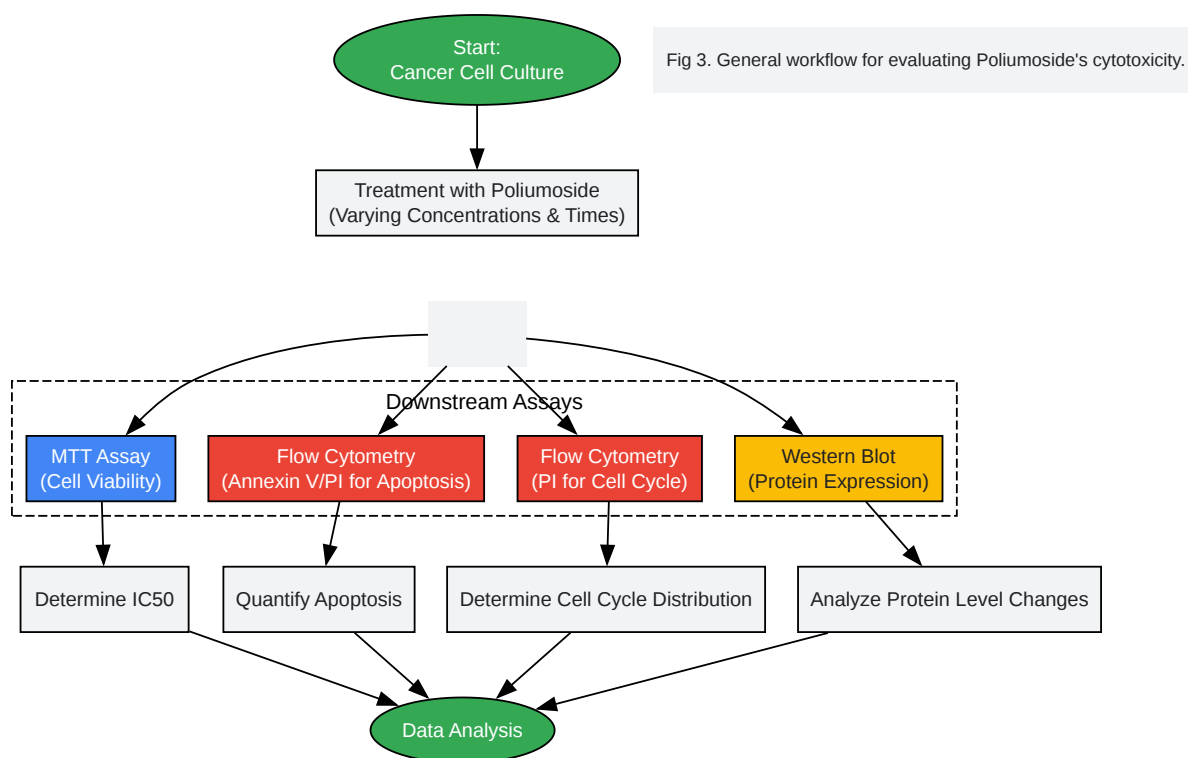 Start:
Cancer Cell Culture
Fig 3. General workflow for evaluating Poliumoside's cytotoxicity.
Treatment with Poliumoside
(Varying Concentrations & Times)
Downstream Assays
MTT Assay
(Cell Viability)
Flow Cytometry
(Annexin V/PI for Apoptosis)
Flow Cytometry
(PI for Cell Cycle)
Western Blot
(Protein Expression)
Determine IC50
Quantify Apoptosis
Determine Cell Cycle Distribution
Analyze Protein Level Changes
Data Analysis